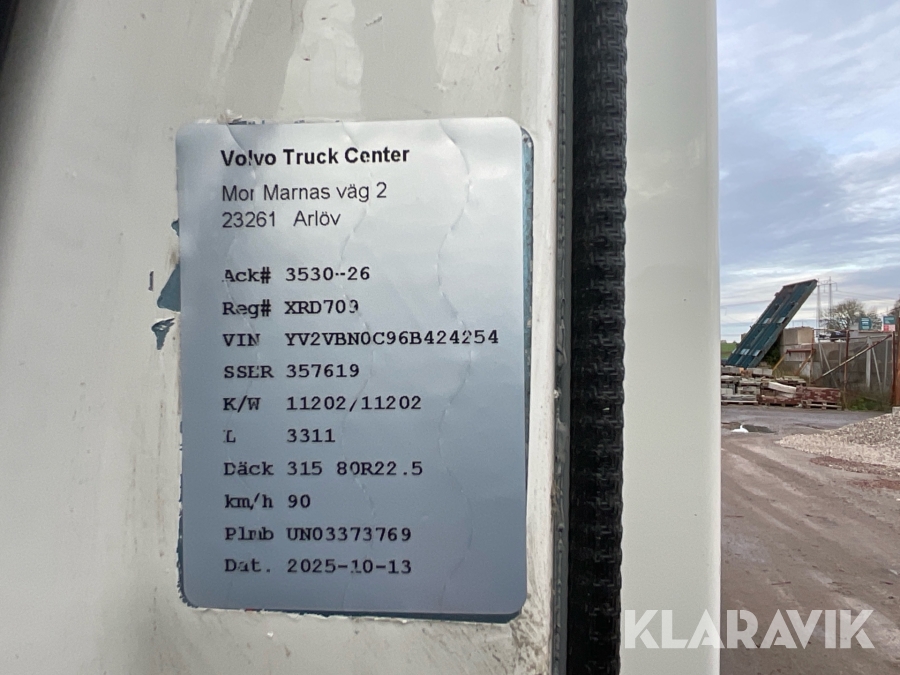 Volvo Truck Center
Mor Marnas väg 2
23261 Arlöv
Ack# 3530-26
Reg# XRD709
VIN YV2VBN0C96B424254
SSER 357619
K/W 11202/11202
L 3311
Däck 315 80R22.5
km/h 90
Plmb UN03373769
Dat. 2025-10-13
KLARAVIK